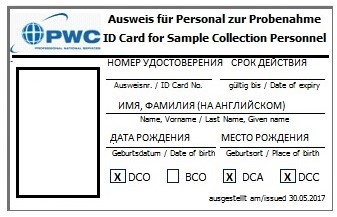 PWC
PROFESSIONAL NATIONAL SERVICES
Ausweis für Personal zur Probenahme
ID Card for Sample Collection Personnel
НОМЕР УДОСТОВЕРЕНИЯ СРОК ДЕЙСТВИЯ
Ausweisnr. / ID Card No. gültig bis / Date of expiry
ИМЯ, ФАМИЛИЯ (НА АНГЛИЙСКОМ)
Name, Vorname / Last Name, Given name
ДАТА РОЖДЕНИЯ МЕСТО РОЖДЕНИЯ
Geburtsdatum / Date of birth Geburtsort / Place of birth
X DCO BCO X DCA X DCC
ausgestellt am/issued 30.05.2017